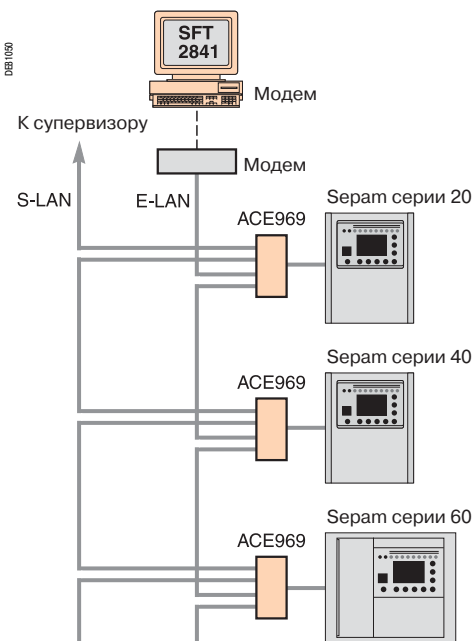 DE81050
SFT
2841
Модем
К супервизору
Модем
S-LAN
E-LAN
Sepam серии 20
ACE969
Sepam серии 40
ACE969
Sepam серии 60
ACE969